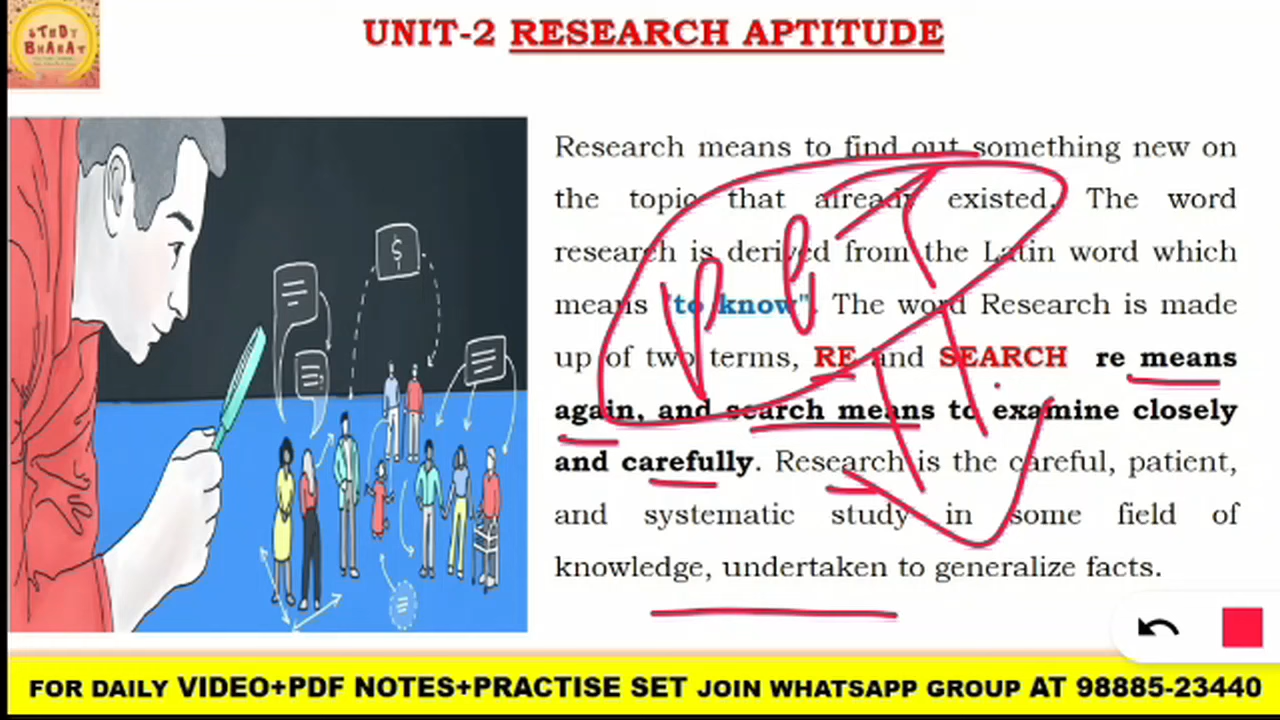 STUDY
BHARAT
UNIT-2 RESEARCH APTITUDE
Research means to find out something new on
the topic that already existed. The word
research is derived from the Latin word which
means "to know". The word Research is made
up of two terms, RE and SEARCH re means
again, and search means to examine closely
and carefully. Research is the careful, patient,
and systematic study in some field of
knowledge, undertaken to generalize facts.
$
FOR DAILY VIDEO+PDF NOTES+PRACTISE SET JOIN WHATSAPP GROUP AT 98885-23440